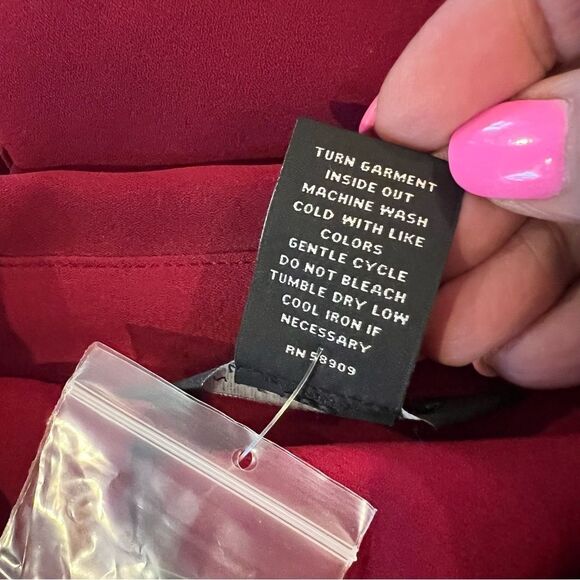 TURN GARMENT
INSIDE OUT
MACHINE WASH
COLD WITH LIKE
COLORS
GENTLE CYCLE
DO NOT BLEACH
TUMBLE DRY LOW
COOL IRON IF
NECESSARY
RN 58909